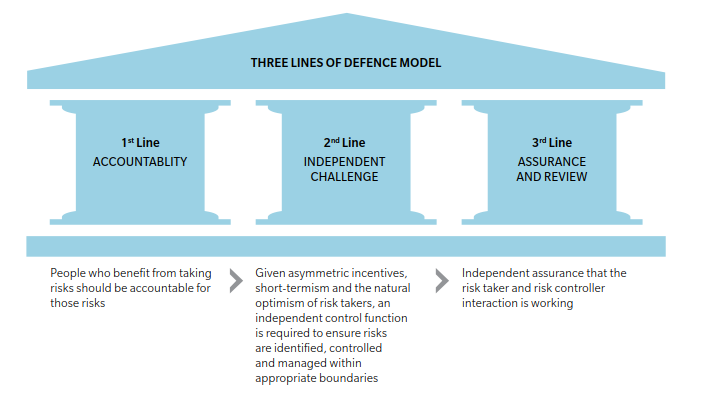 THREE LINES OF DEFENCE MODEL
1st Line
ACCOUNTABLITY
2nd Line
INDEPENDENT
CHALLENGE
3rd Line
ASSURANCE
AND REVIEW
People who benefit from taking
risks should be accountable for
those risks
Given asymmetric incentives,
short-termism and the natural
optimism of risk takers, an
independent control function
is required to ensure risks
are identified, controlled
and managed within
appropriate boundaries
Independent assurance that the
risk taker and risk controller
interaction is working